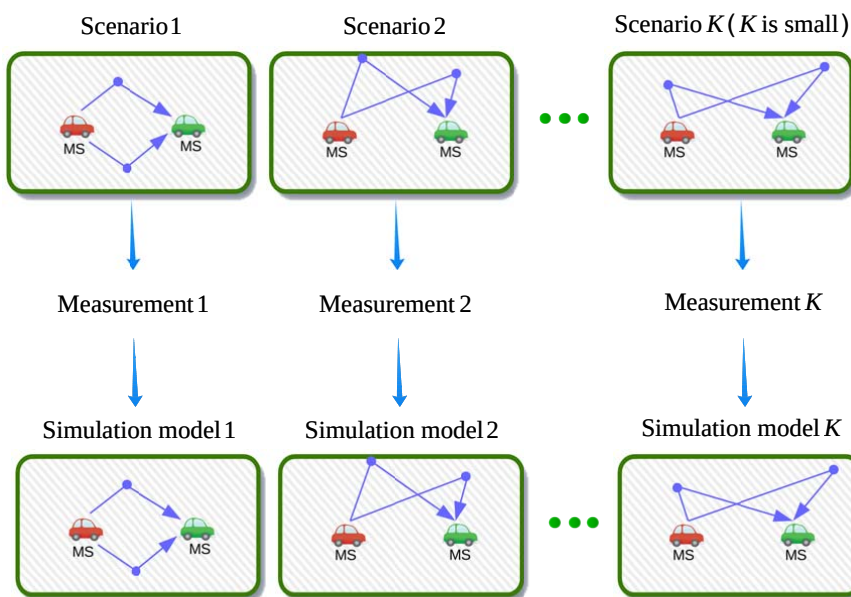 Scenario 1
Scenario 2
Scenario K (K is small)
MS
MS
MS
MS
MS
MS
Measurement 1
Measurement 2
Measurement K
Simulation model 1
Simulation model 2
Simulation model K
MS
MS
MS
MS
MS
MS